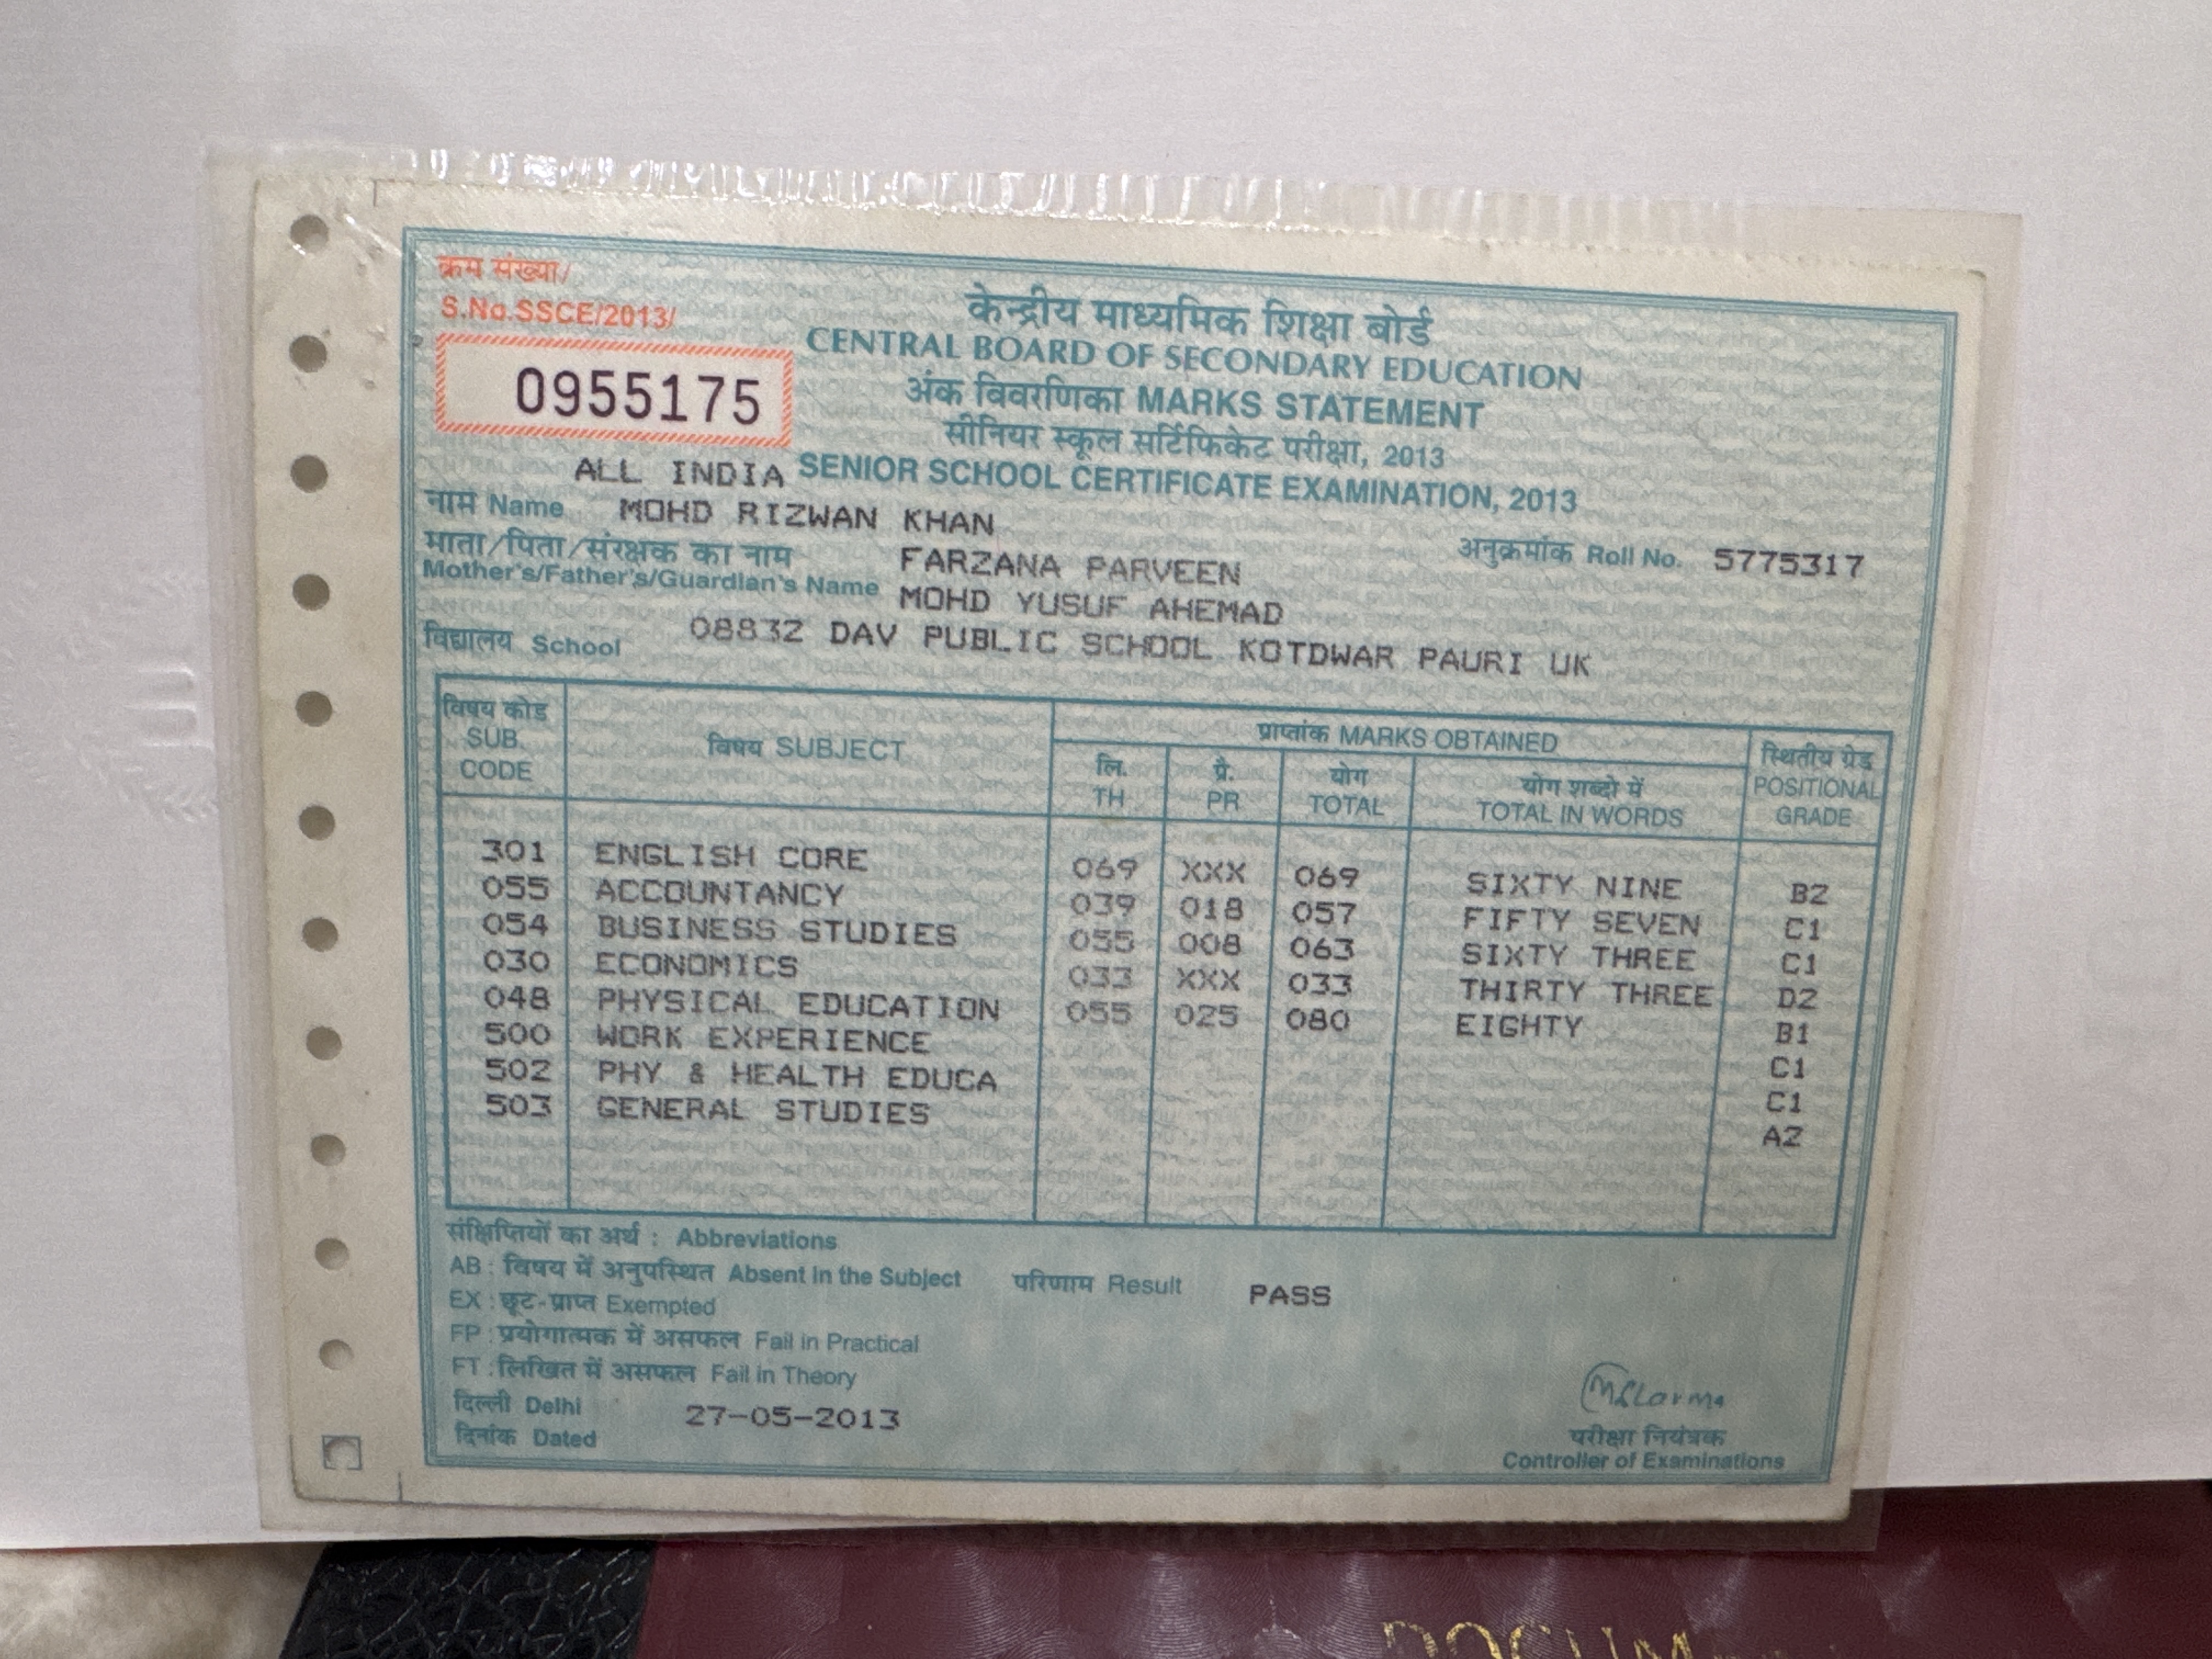 क्रम संख्या/
S.No.SSCE/2013/
0955175
केन्द्रीय माध्यमिक शिक्षा बोर्ड
CENTRAL BOARD OF SECONDARY EDUCATION
अंक विवरणिका MARKS STATEMENT
सीनियर स्कूल सर्टिफिकेट परीक्षा, 2013
ALL INDIA SENIOR SCHOOL CERTIFICATE EXAMINATION, 2013
नाम Name MOHD RIZWAN KHAN
अनुक्रमांक Roll No. 5775317
माता/पिता/संरक्षक का नाम FARZANA PARVEEN
Mother's/Father's/Guardian's Name MOHD YUSUF AHEMAD
विद्यालय School 08832 DAV PUBLIC SCHOOL KOTDWAR PAURI UK
विषय कोड SUB. CODE
विषय SUBJECT
प्राप्तांक MARKS OBTAINED
लि. TH
प्रै. PR
योग TOTAL
योग शब्दो में TOTAL IN WORDS
स्थितीय ग्रेड POSITIONAL GRADE
301 ENGLISH CORE 069 XXX 069 SIXTY NINE B2
055 ACCOUNTANCY 039 018 057 FIFTY SEVEN C1
054 BUSINESS STUDIES 055 008 063 SIXTY THREE C1
030 ECONOMICS 033 XXX 033 THIRTY THREE D2
048 PHYSICAL EDUCATION 055 025 080 EIGHTY B1
500 WORK EXPERIENCE C1
502 PHY & HEALTH EDUCA C1
503 GENERAL STUDIES A2
संक्षिप्तियों का अर्थ : Abbreviations
AB : विषय में अनुपस्थित Absent in the Subject परिणाम Result PASS
EX : छूट-प्राप्त Exempted
FP : प्रयोगात्मक में असफल Fail in Practical
FT : लिखित में असफल Fail in Theory
दिल्ली Delhi
दिनांक Dated 27-05-2013
परीक्षा नियंत्रक
Controller of Examinations